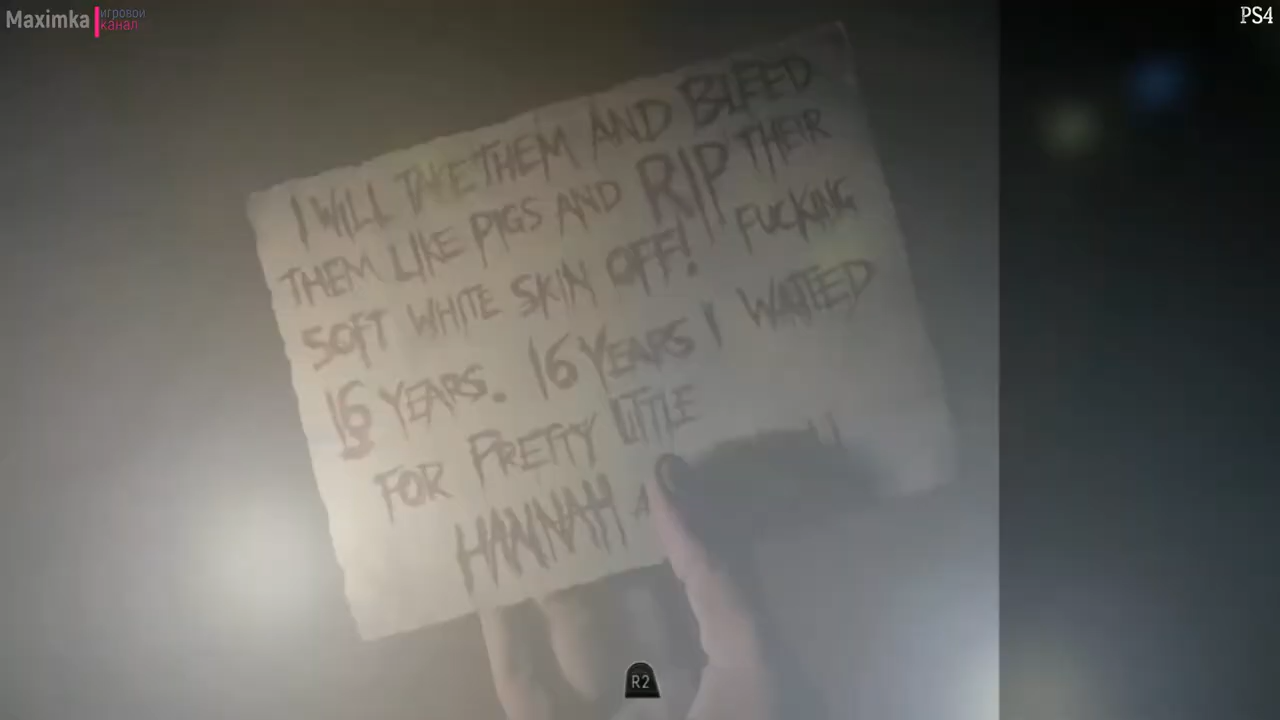 Maximka
игровой
канал
PS4
I WILL TAKE THEM AND BLEED
THEM LIKE PIGS AND RIP THEIR
SOFT WHITE SKIN OFF! FUCKING
16 YEARS. 16 YEARS I WAITED
FOR PRETTY LITTLE
HANNAH
R2